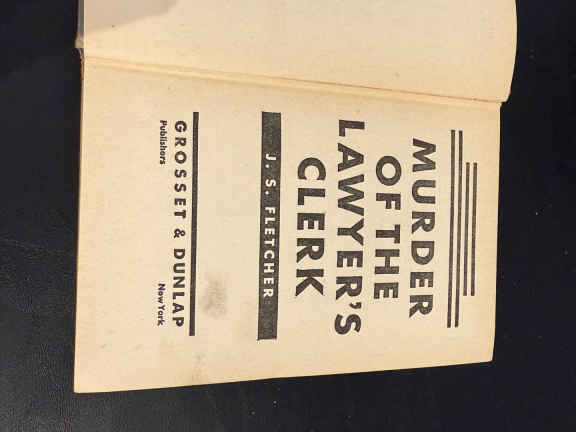 MURDER
OF THE
LAWYER'S
CLERK
J. S. FLETCHER
GROSSET & DUNLAP
Publishers New York